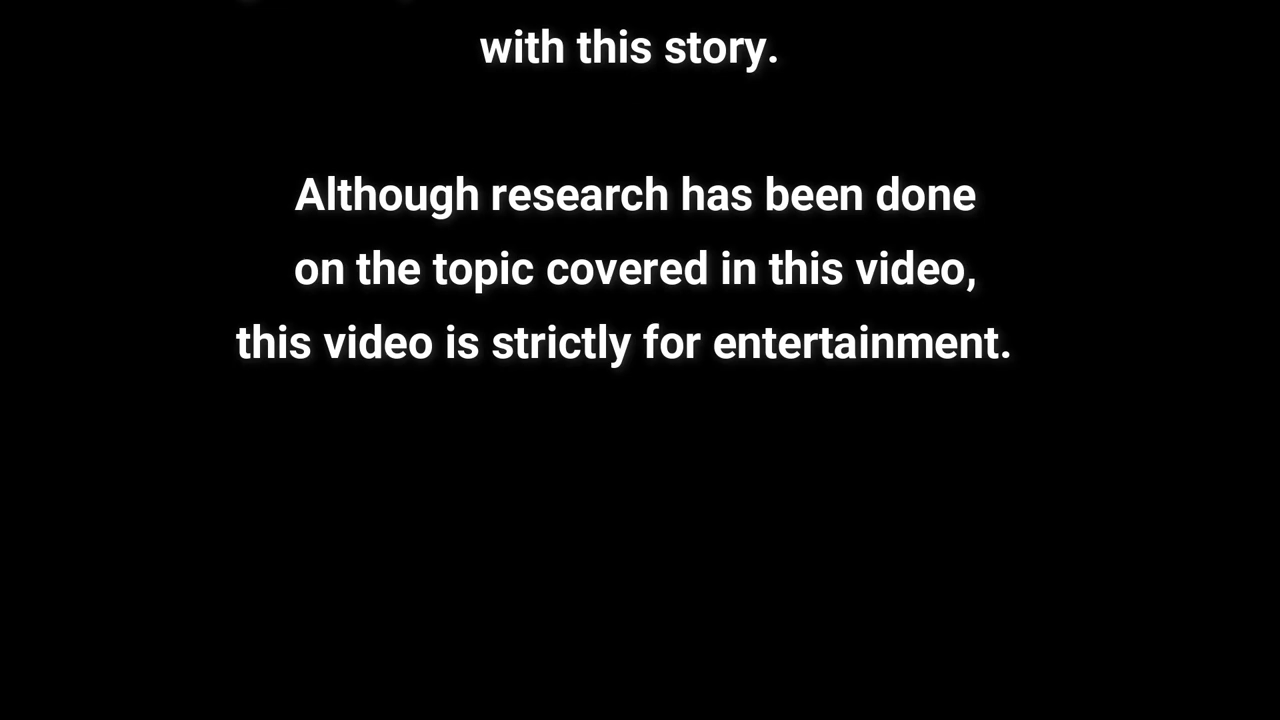 with this story.
Although research has been done
on the topic covered in this video,
this video is strictly for entertainment.